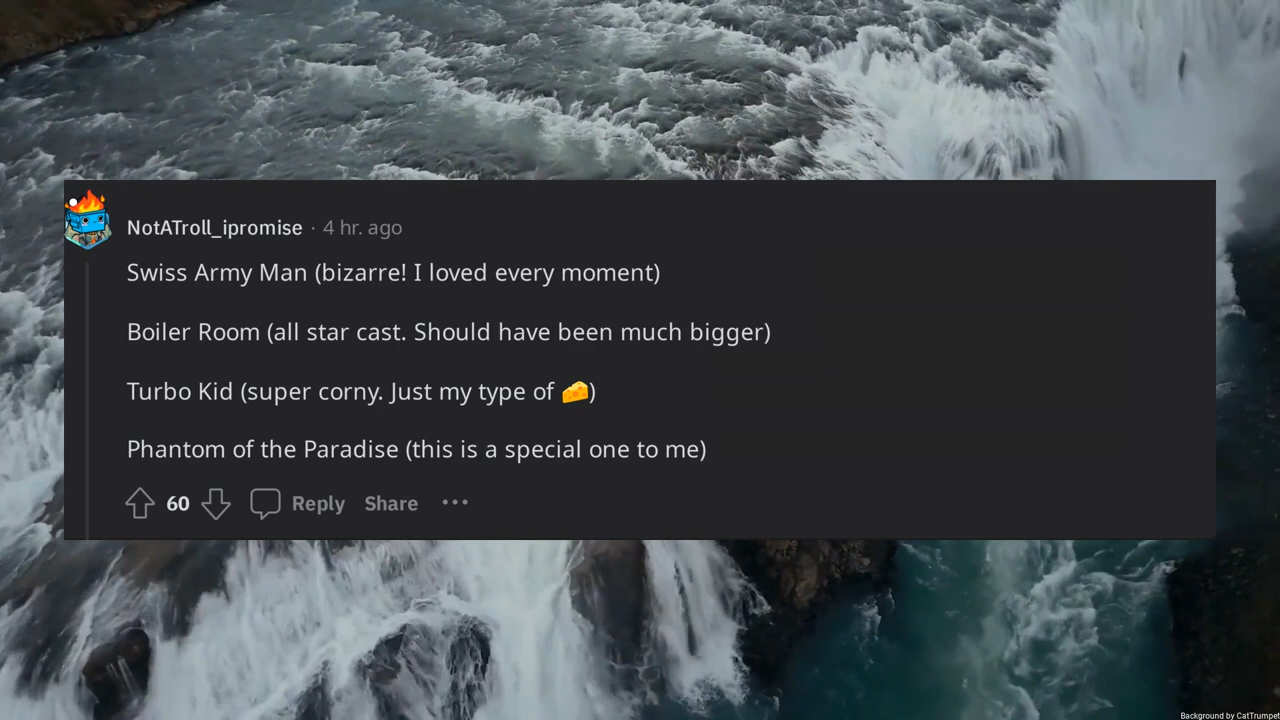 NotATroll_ipromise · 4 hr. ago
Swiss Army Man (bizarre! I loved every moment)
Boiler Room (all star cast. Should have been much bigger)
Turbo Kid (super corny. Just my type of 🧀)
Phantom of the Paradise (this is a special one to me)
60 Reply Share ···
Background by CatTrumpet